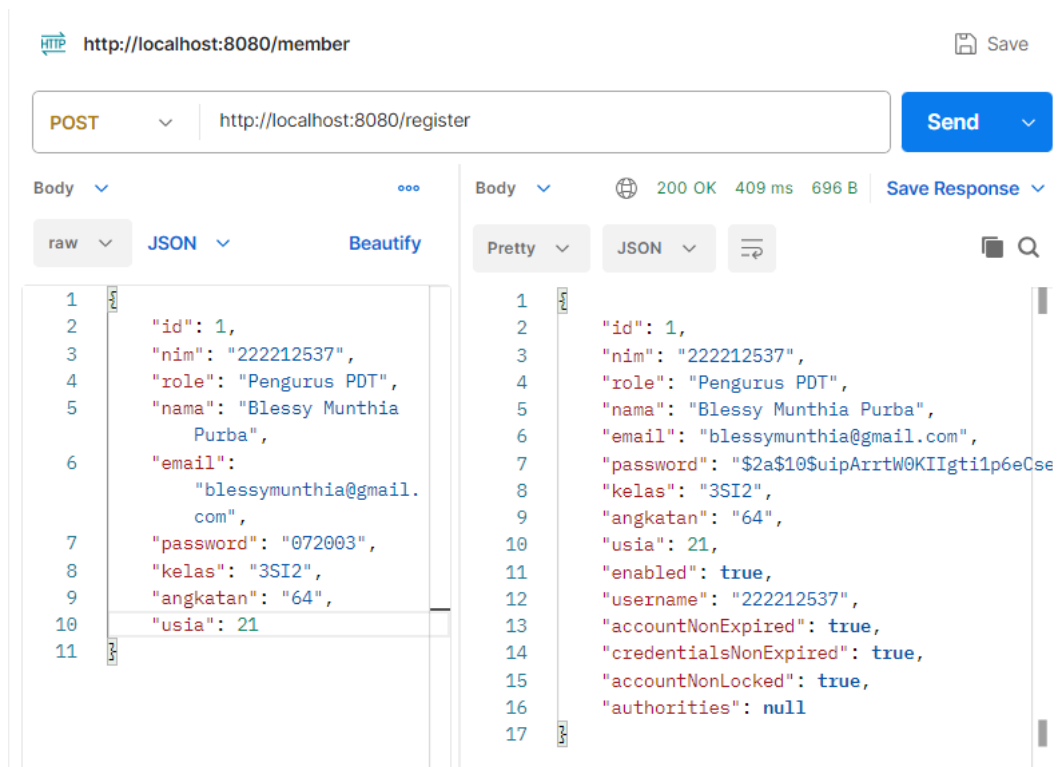 HTTP http://localhost:8080/member Save
POST http://localhost:8080/register Send
Body 200 OK 409 ms 696 B Save Response
Body
raw JSON Beautify
Pretty JSON
1 {
2 "id": 1,
3 "nim": "222212537",
4 "role": "Pengurus PDT",
5 "nama": "Blessy Munthia
Purba",
6 "email":
"blessymunthia@gmail.
com",
7 "password": "072003",
8 "kelas": "3SI2",
9 "angkatan": "64",
10 "usia": 21
11 }
1 {
2 "id": 1,
3 "nim": "222212537",
4 "role": "Pengurus PDT",
5 "nama": "Blessy Munthia Purba",
6 "email": "blessymunthia@gmail.com",
7 "password": "$2a$10$uipArrtW0KIIgti1p6eCse
8 "kelas": "3SI2",
9 "angkatan": "64",
10 "usia": 21,
11 "enabled": true,
12 "username": "222212537",
13 "accountNonExpired": true,
14 "credentialsNonExpired": true,
15 "accountNonLocked": true,
16 "authorities": null
17 }